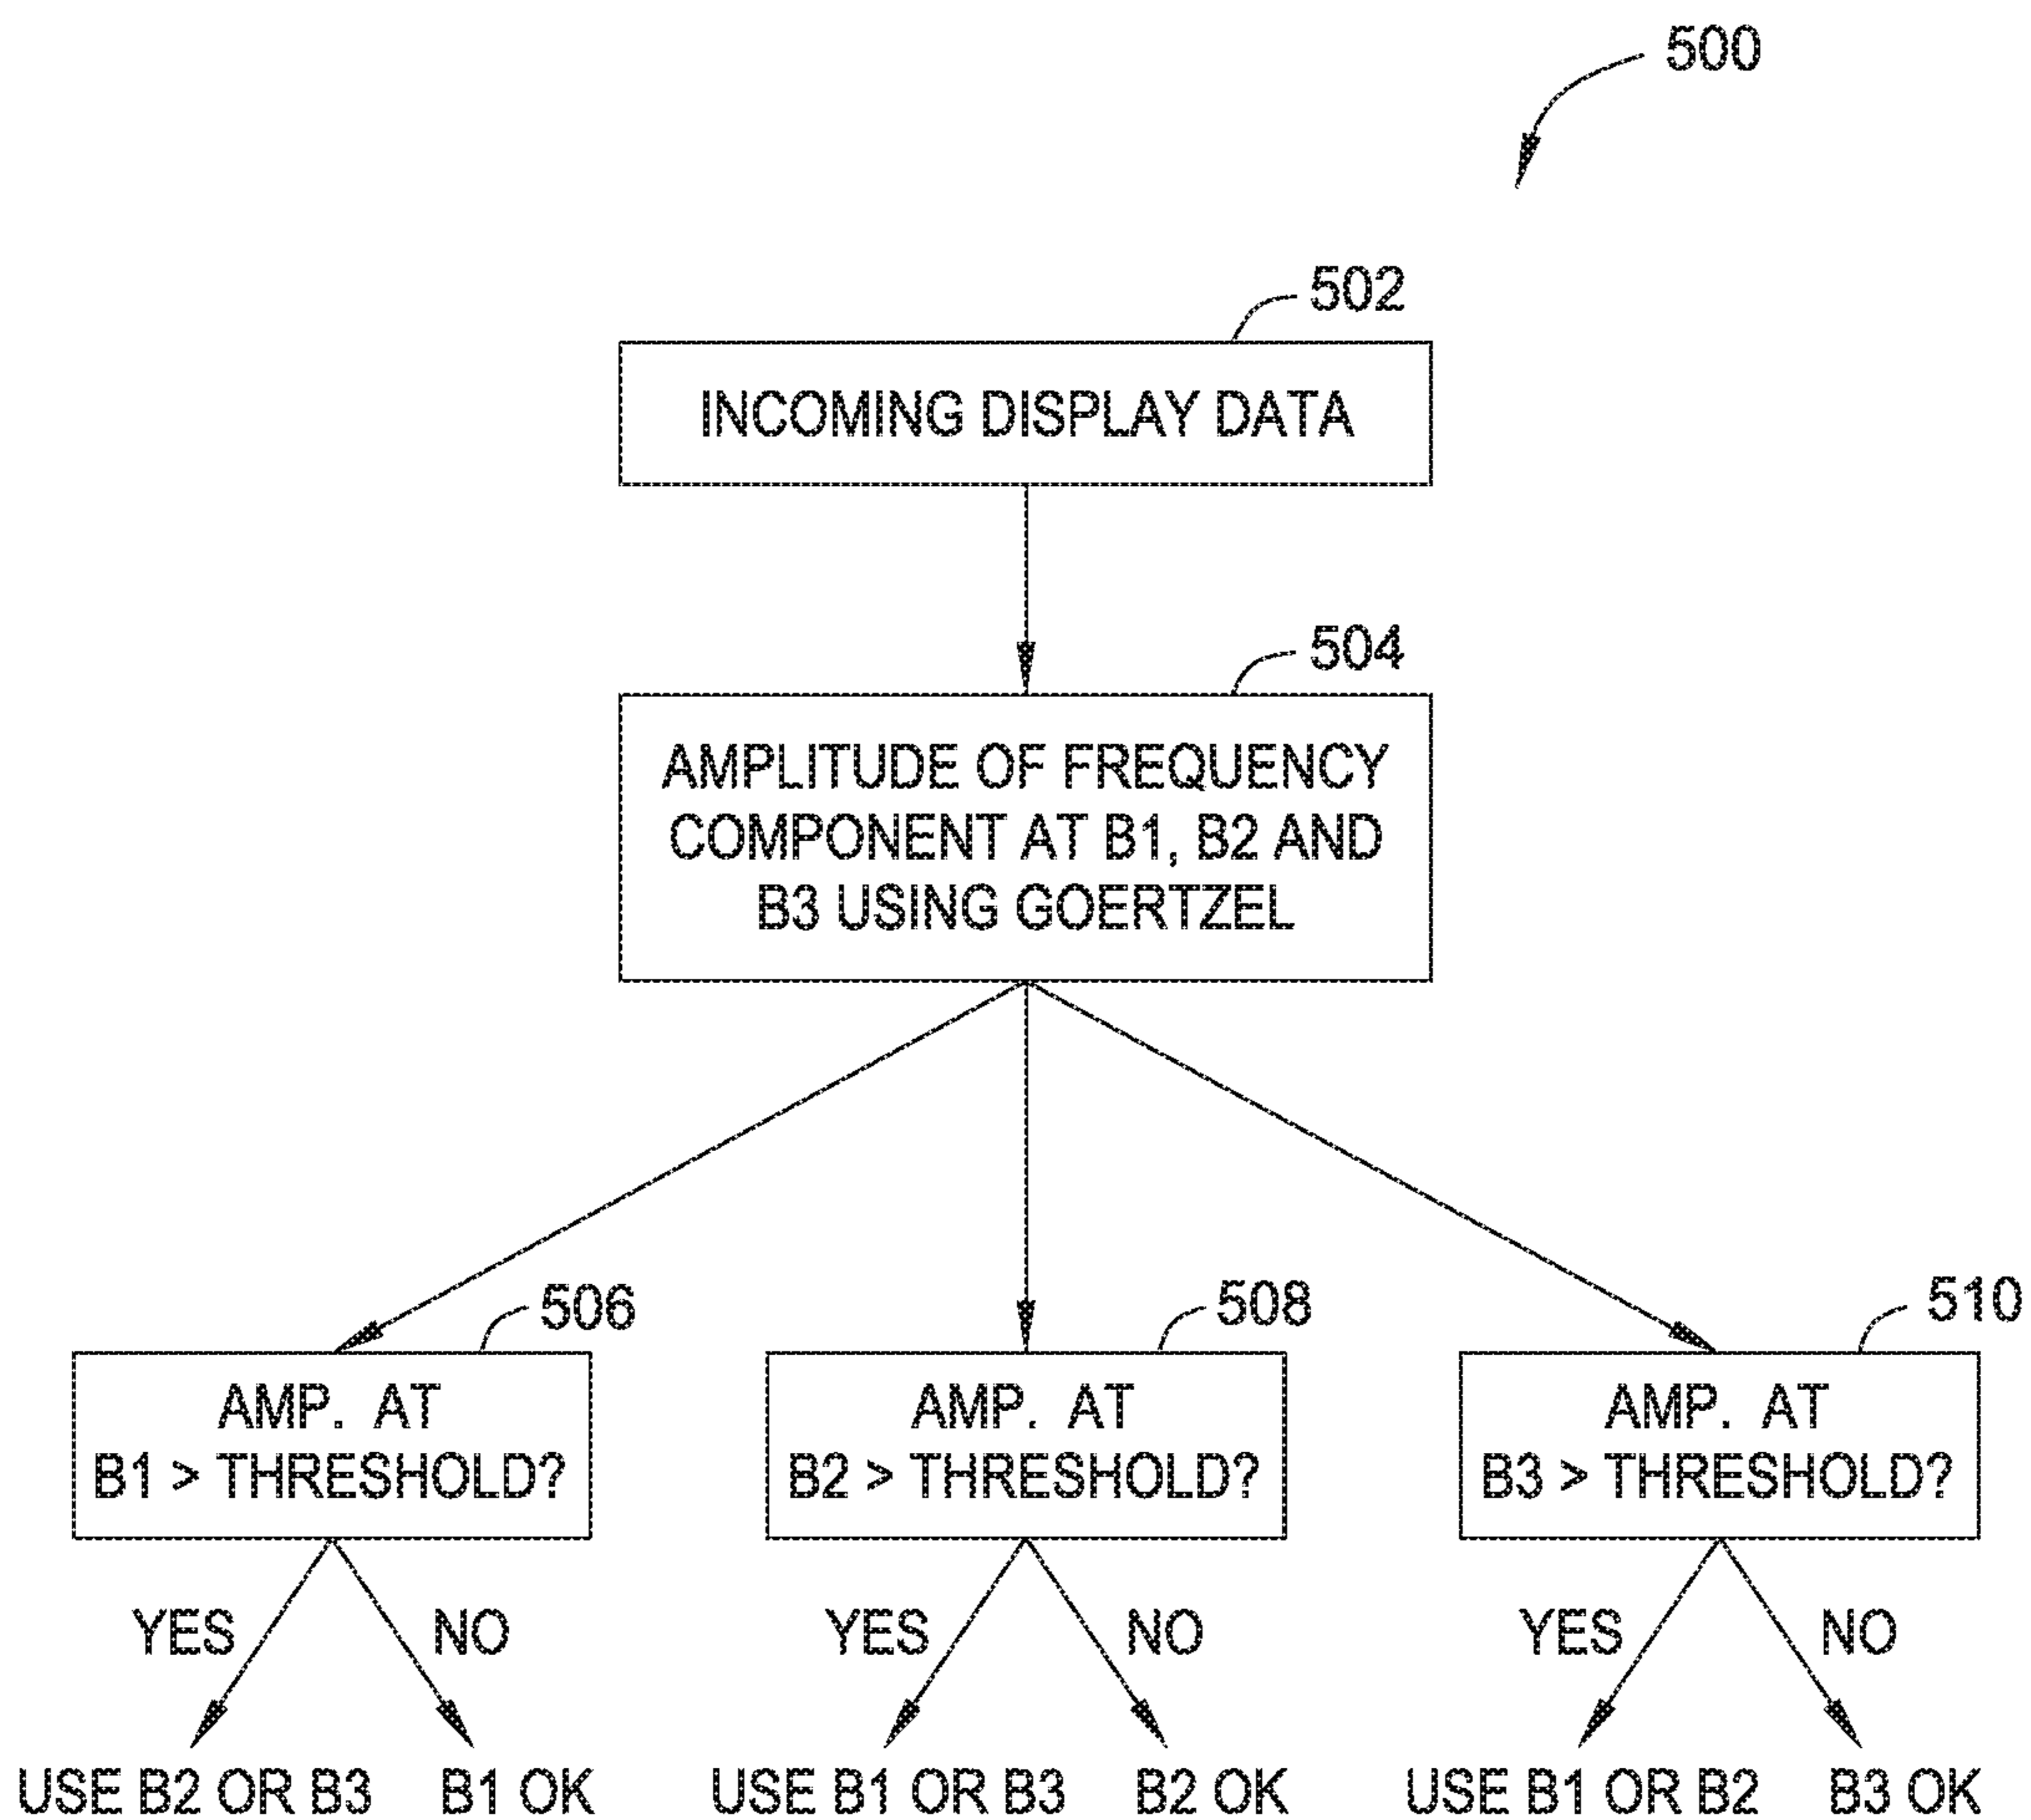 500
502
INCOMING DISPLAY DATA
504
AMPLITUDE OF FREQUENCY
COMPONENT AT B1, B2 AND
B3 USING GOERTZEL
506
AMP. AT
B1 > THRESHOLD?
508
AMP. AT
B2 > THRESHOLD?
510
AMP. AT
B3 > THRESHOLD?
YES
NO
YES
NO
YES
NO
USE B2 OR B3
B1 OK
USE B1 OR B3
B2 OK
USE B1 OR B2
B3 OK